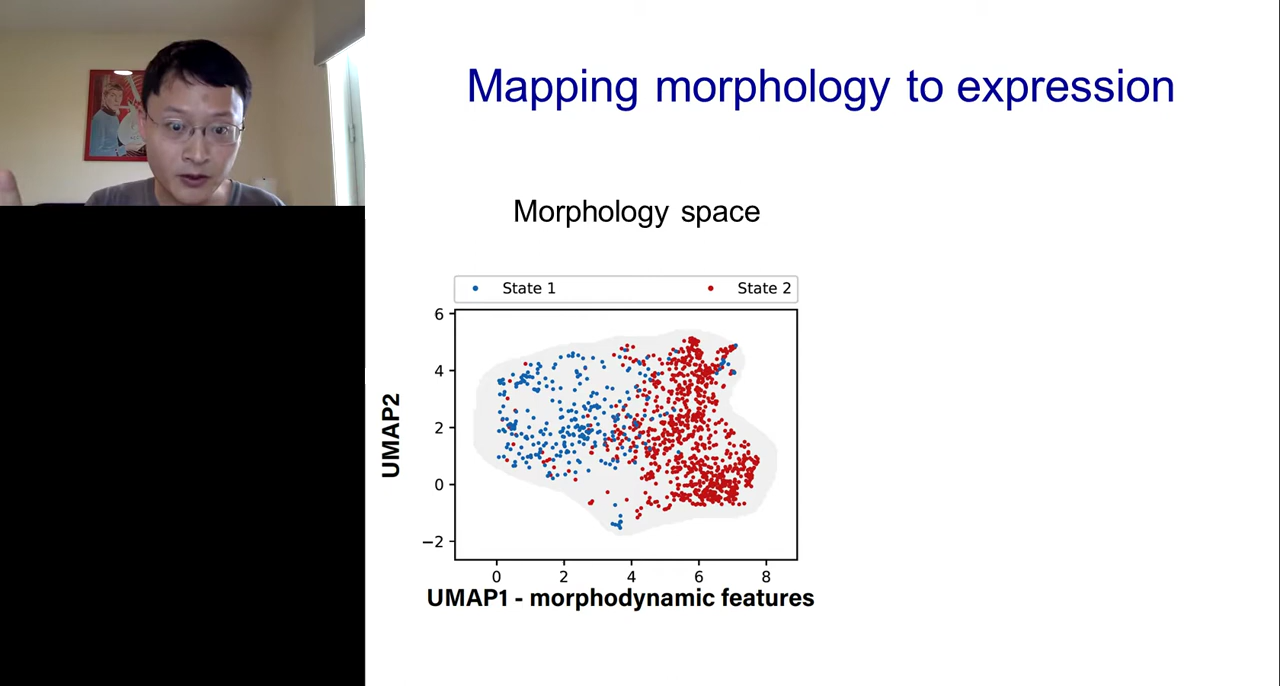 Mapping morphology to expression
Morphology space
State 1 State 2
6
4
2
0
−2
UMAP2
0 2 4 6 8
UMAP1 - morphodynamic features